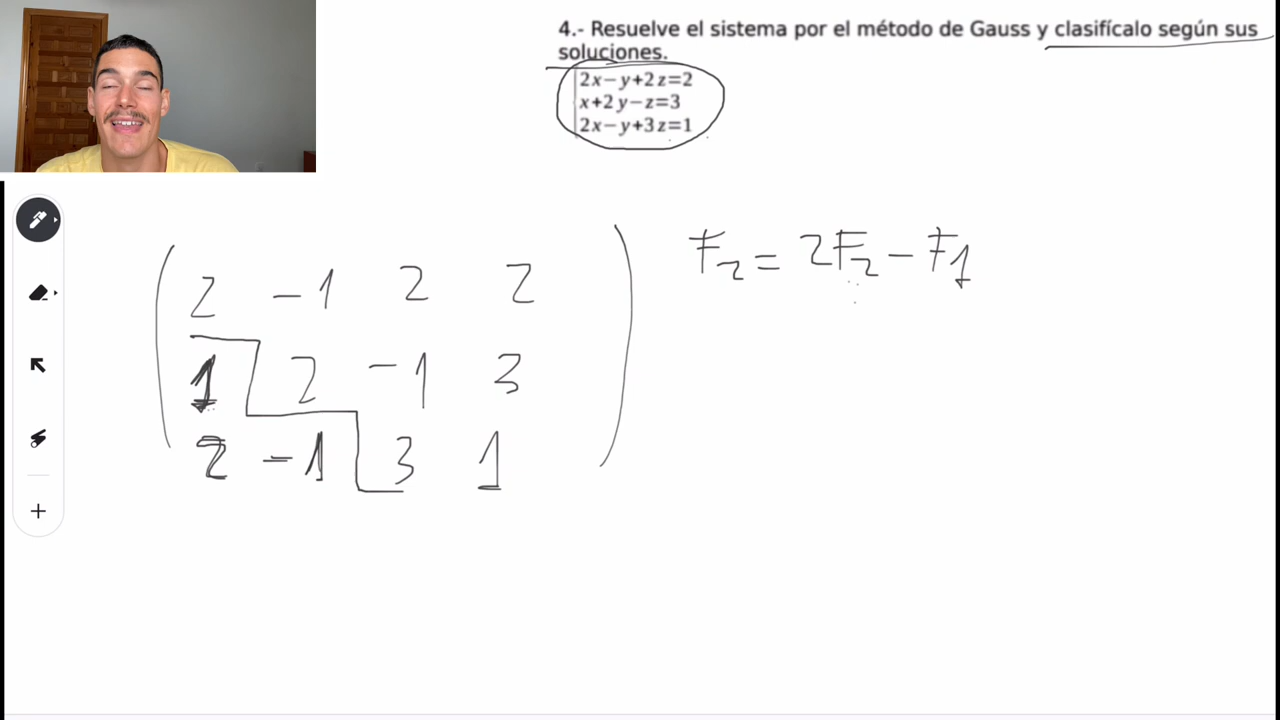 4.- Resuelve el sistema por el método de Gauss y clasifícalo según sus
soluciones.
2x−y+2z=2
x+2y−z=3
2x−y+3z=1
2 −1 2 2
1 2 −1 3
2 −1 3 1
F₂ = 2F₂ − F1